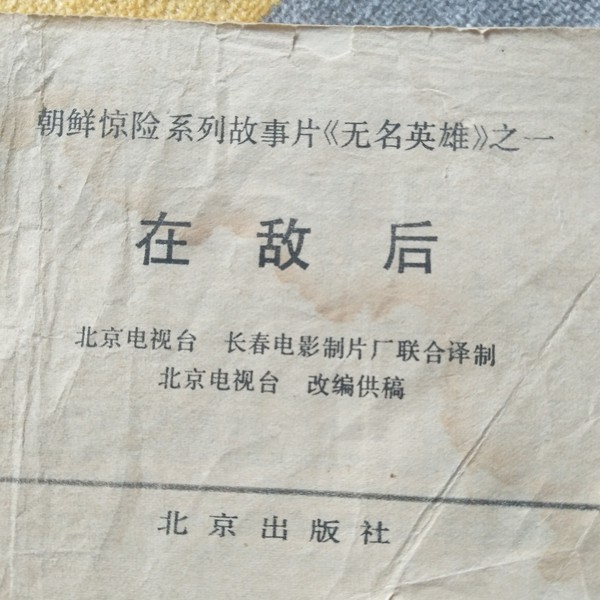 朝鲜惊险系列故事片《无名英雄》之一
在敌后
北京电视台 长春电影制片厂联合译制
北京电视台 改编供稿
北京出版社